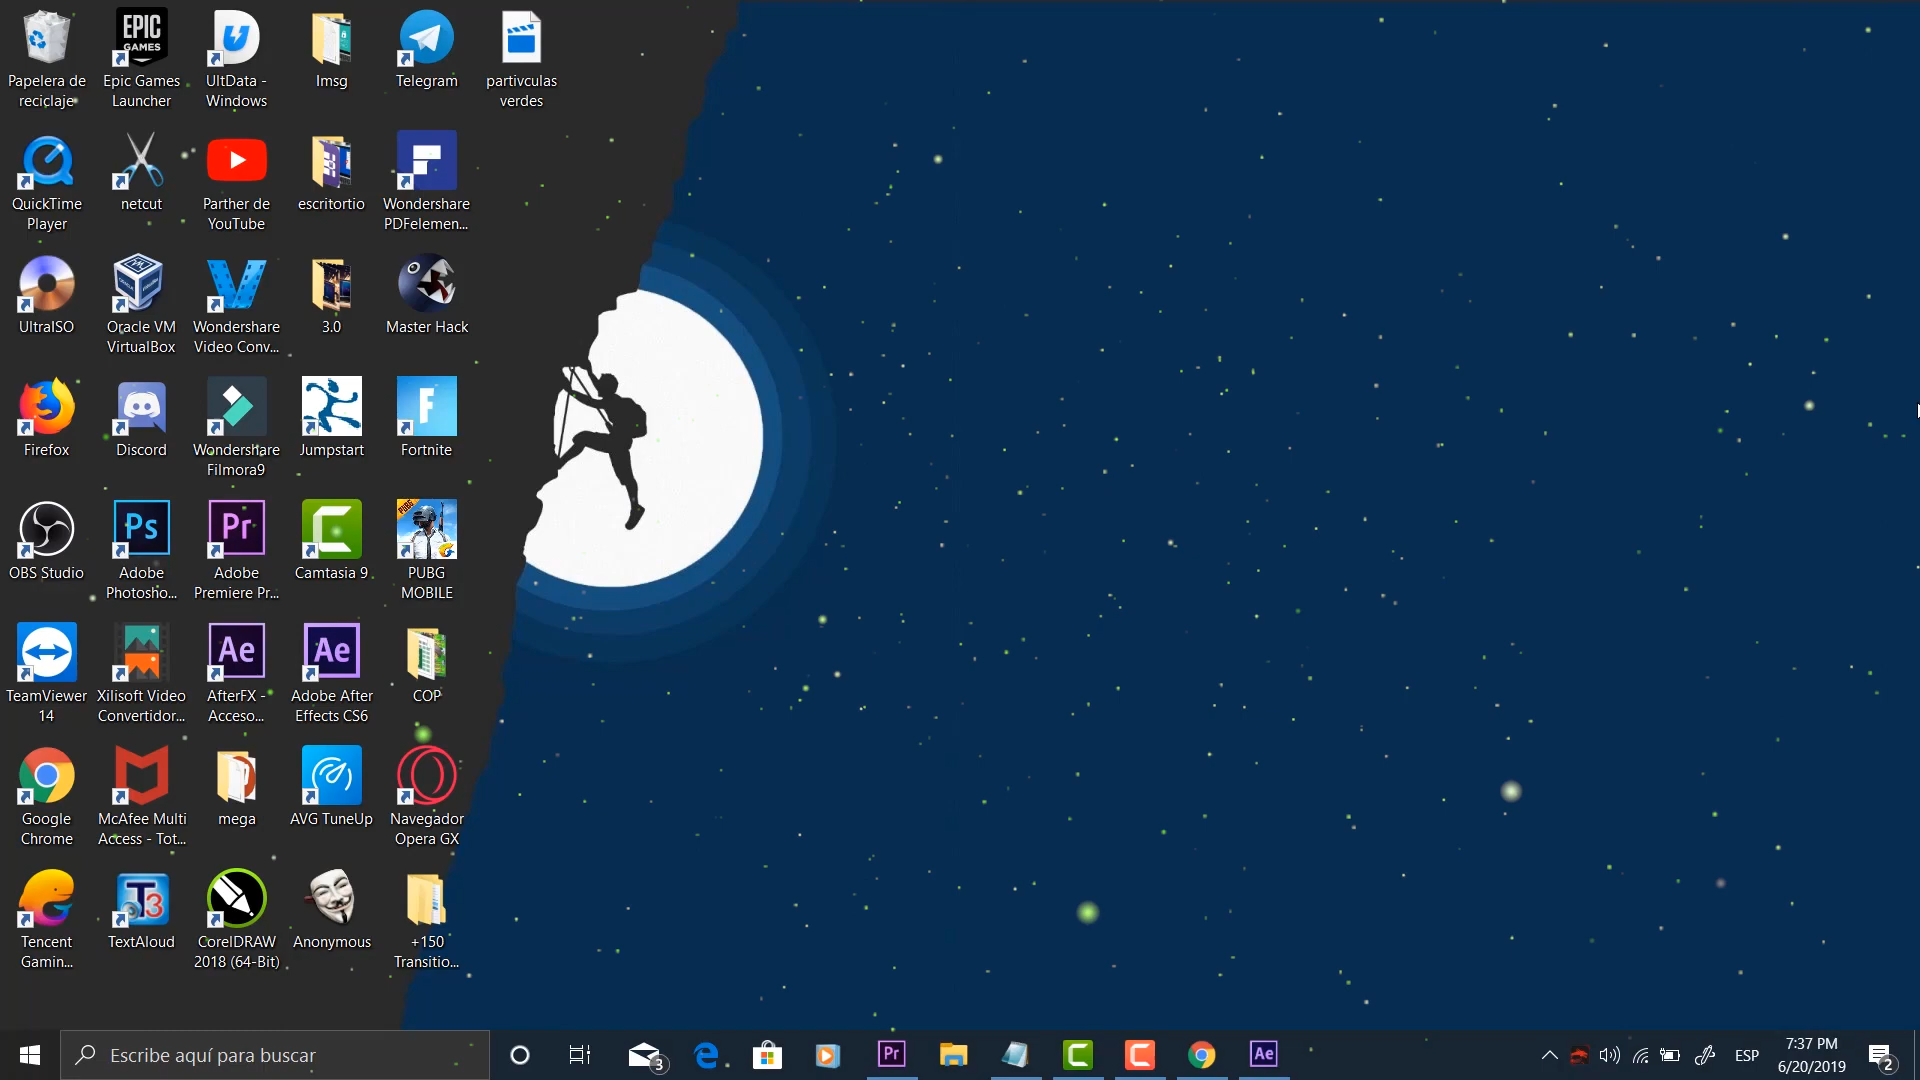 Papelera de
reciclaje
EPIC
GAMES
Epic Games
Launcher
UltData -
Windows
Imsg
Telegram
partivculas
verdes
QuickTime
Player
netcut
Parther de
YouTube
escritortio
Wondershare
PDFelemen...
UltraISO
Oracle VM
VirtualBox
Wondershare
Video Conv...
3.0
Master Hack
Firefox
Discord
Wondershare
Filmora9
Jumpstart
F
Fortnite
OBS Studio
Ps
Adobe
Photosho...
Pr
Adobe
Premiere Pr...
Camtasia 9
PUBG
PUBG
MOBILE
TeamViewer
14
Xilisoft Video
Convertidor...
Ae
AfterFX -
Acceso...
Ae
Adobe After
Effects CS6
COP
Google
Chrome
McAfee Multi
Access - Tot...
mega
AVG TuneUp
Navegador
Opera GX
Tencent
Gamin...
T3
TextAloud
CorelDRAW
2018 (64-Bit)
Anonymous
+150
Transitio...
Escribe aquí para buscar
3
Pr
Ae
ESP
7:37 PM
6/20/2019
2